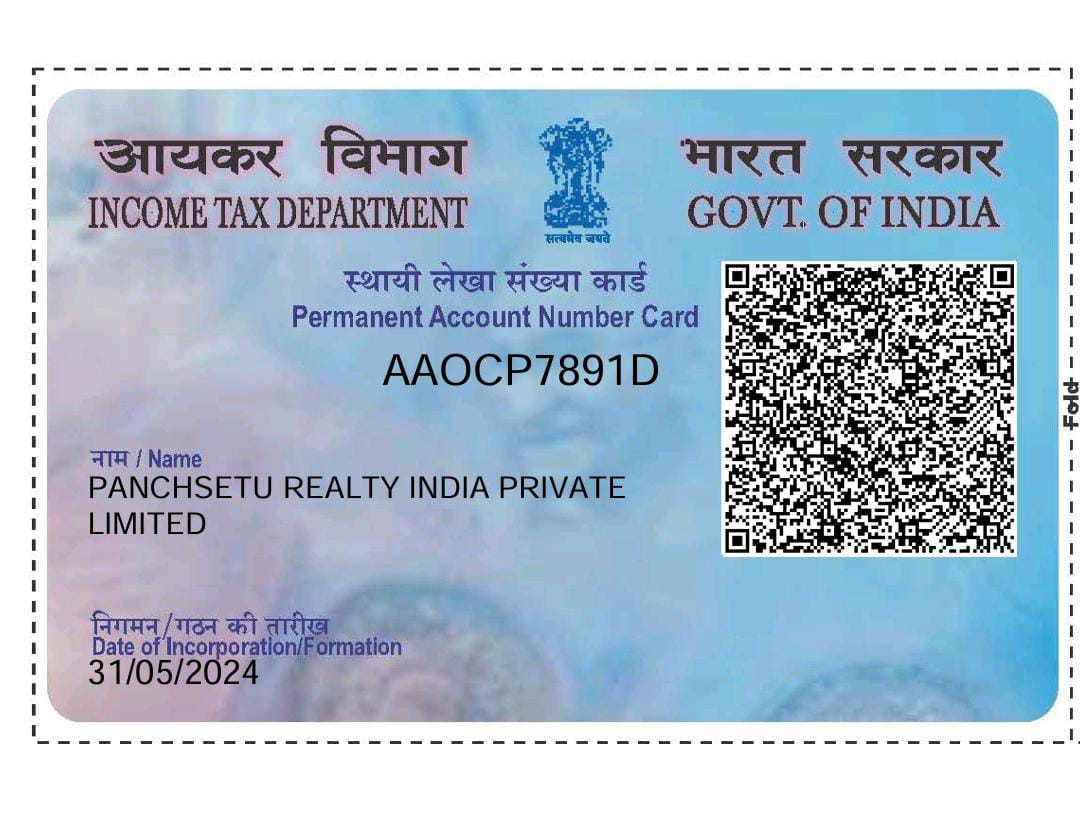 आयकर विभाग
INCOME TAX DEPARTMENT
सत्यमेव जयते
भारत सरकार
GOVT. OF INDIA
स्थायी लेखा संख्या कार्ड
Permanent Account Number Card
AAOCP7891D
नाम / Name
PANCHSETU REALTY INDIA PRIVATE
LIMITED
निगमन/गठन की तारीख
Date of Incorporation/Formation
31/05/2024
Fold